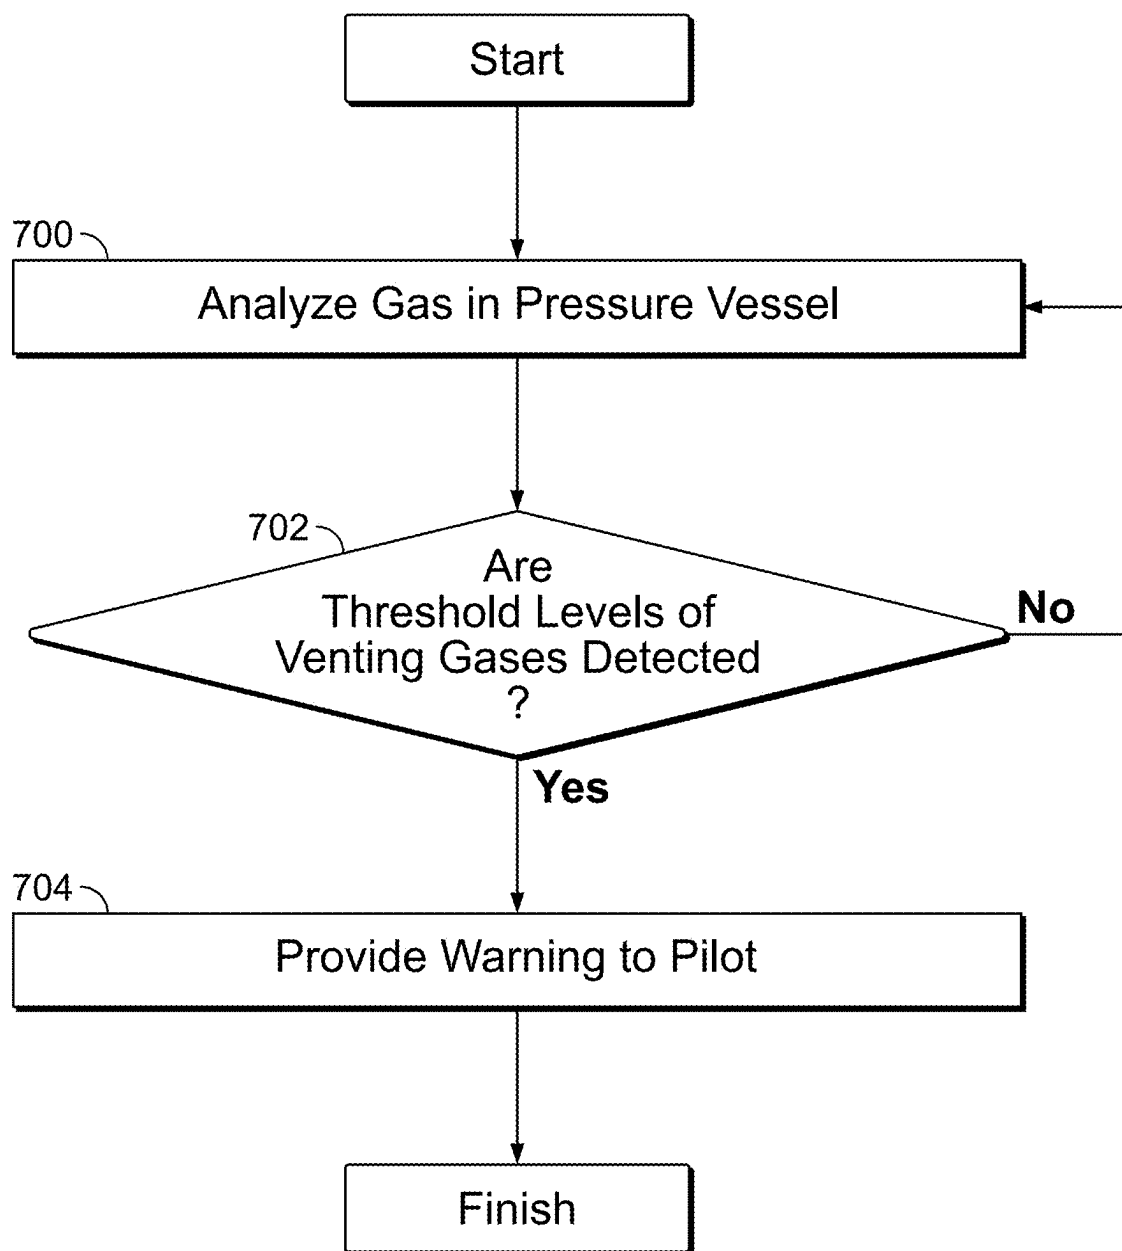 Start
700
Analyze Gas in Pressure Vessel
702
Are
Threshold Levels of
Venting Gases Detected
?
No
Yes
704
Provide Warning to Pilot
Finish